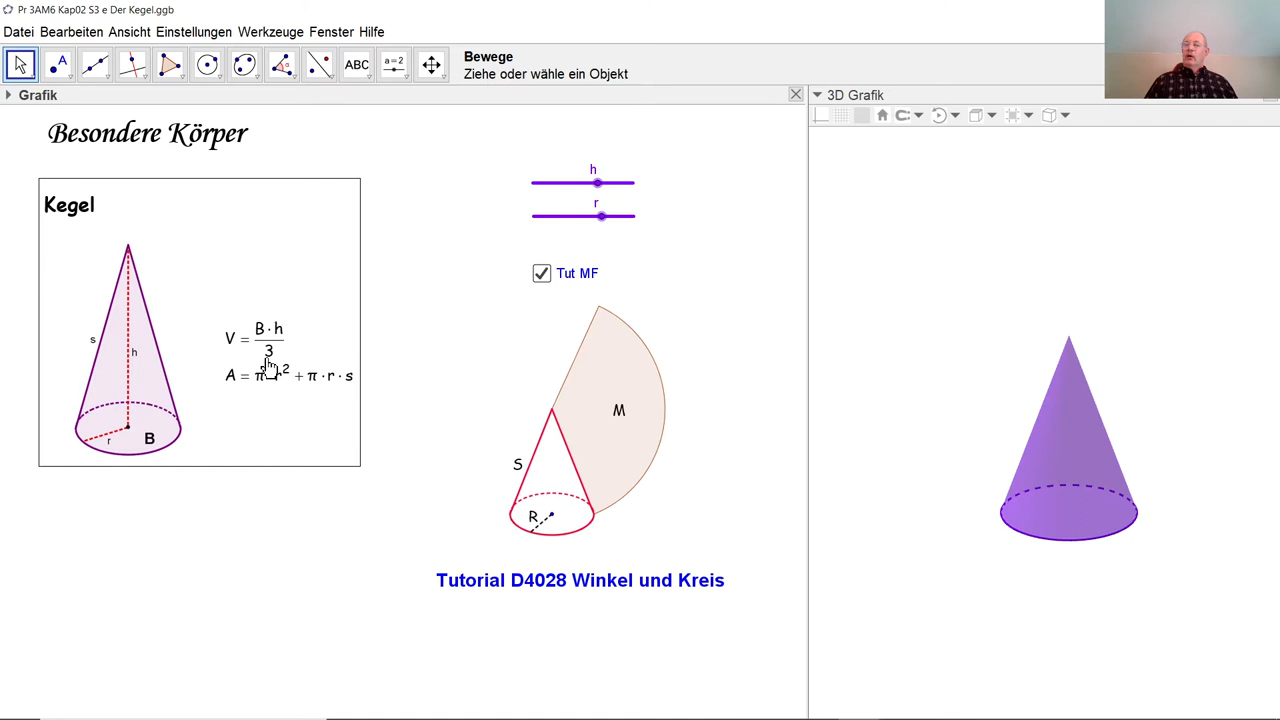 Pr 3AM6 Kap02 S3 e Der Kegel.ggb
Datei Bearbeiten Ansicht Einstellungen Werkzeuge Fenster Hilfe
A
α
ABC
a=2
Bewege
Ziehe oder wähle ein Objekt
Grafik
3D Grafik
Besondere Körper
Kegel
s
h
r
B
V = B · h / 3
A = π · r² + π · r · s
h
r
Tut MF
M
S
R
Tutorial D4028 Winkel und Kreis